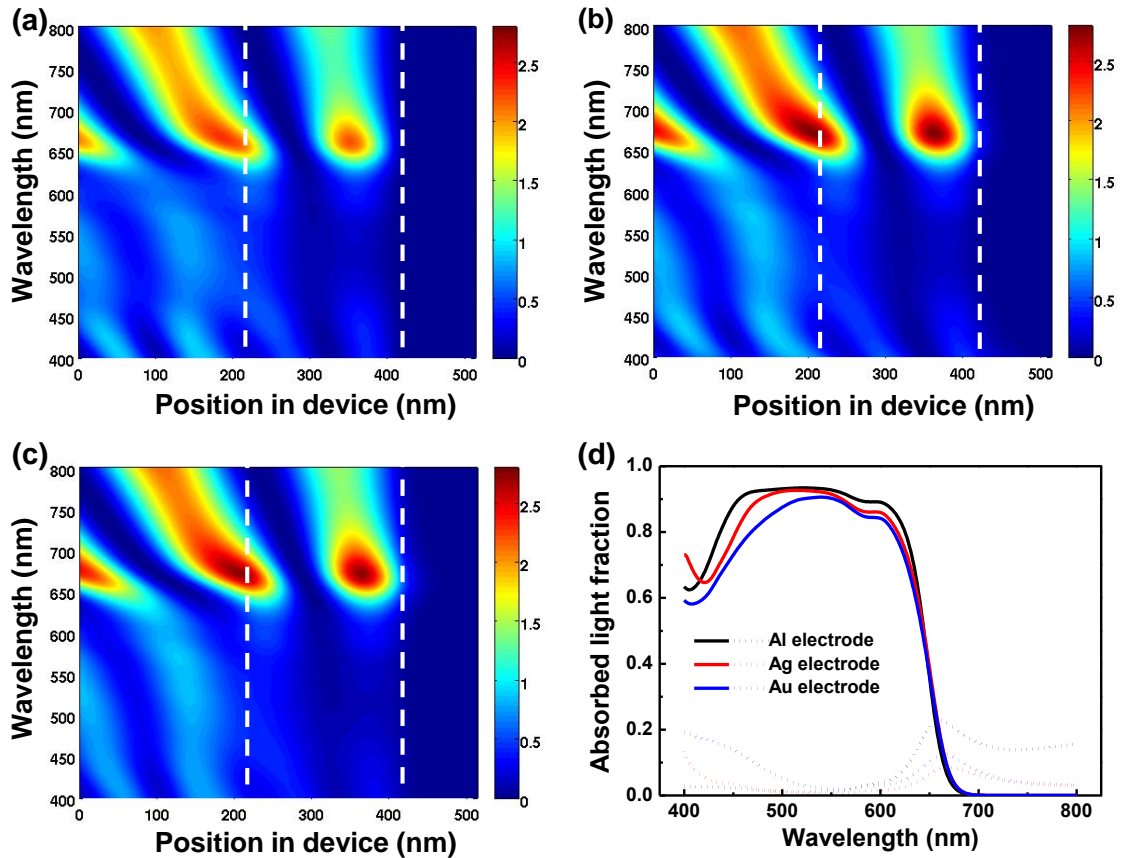 (a)
Wavelength (nm)
800
750
700
650
600
550
500
450
400
0 100 200 300 400 500
Position in device (nm)
2.5
2
1.5
1
0.5
0
(b)
Wavelength (nm)
800
750
700
650
600
550
500
450
400
0 100 200 300 400 500
Position in device (nm)
2.5
2
1.5
1
0.5
0
(c)
Wavelength (nm)
800
750
700
650
600
550
500
450
400
0 100 200 300 400 500
Position in device (nm)
2.5
2
1.5
1
0.5
0
(d)
Absorbed light fraction
1.0
0.8
0.6
0.4
0.2
0.0
Al electrode
Ag electrode
Au electrode
400 500 600 700 800
Wavelength (nm)